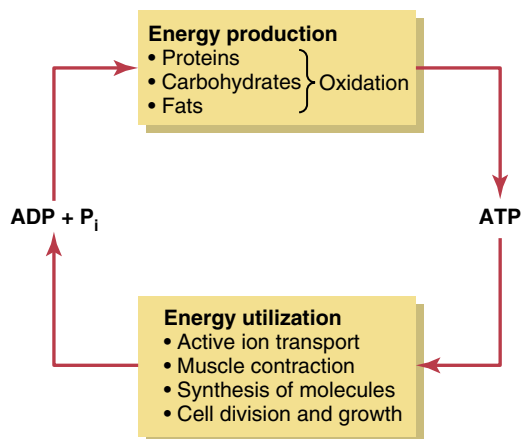 Energy production
• Proteins
• Carbohydrates
• Fats
Oxidation
ADP + Pi
ATP
Energy utilization
• Active ion transport
• Muscle contraction
• Synthesis of molecules
• Cell division and growth